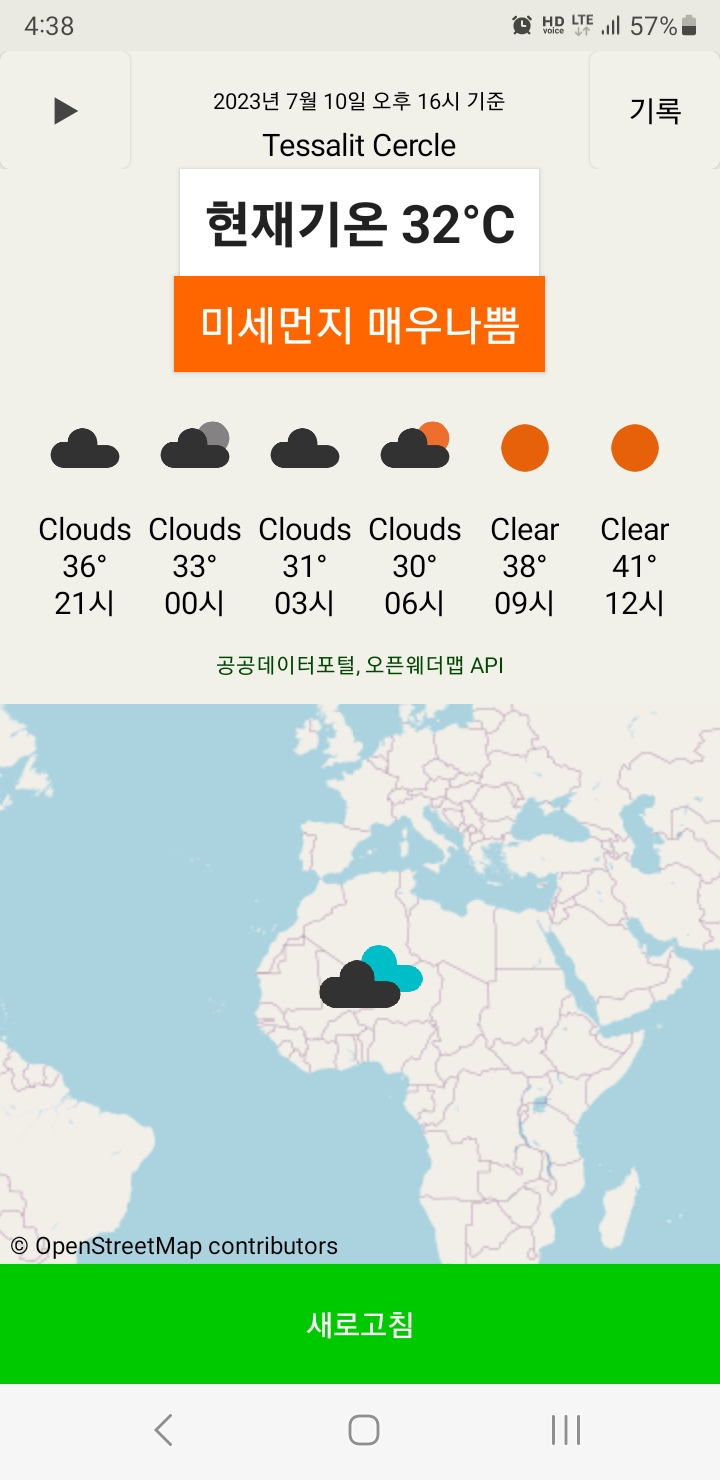 4:38
HD voice LTE 57%
2023년 7월 10일 오후 16시 기준
기록
Tessalit Cercle
현재기온 32°C
미세먼지 매우나쁨
Clouds Clouds Clouds Clouds Clear Clear
36° 33° 31° 30° 38° 41°
21시 00시 03시 06시 09시 12시
공공데이터포털, 오픈웨더맵 API
© OpenStreetMap contributors
새로고침